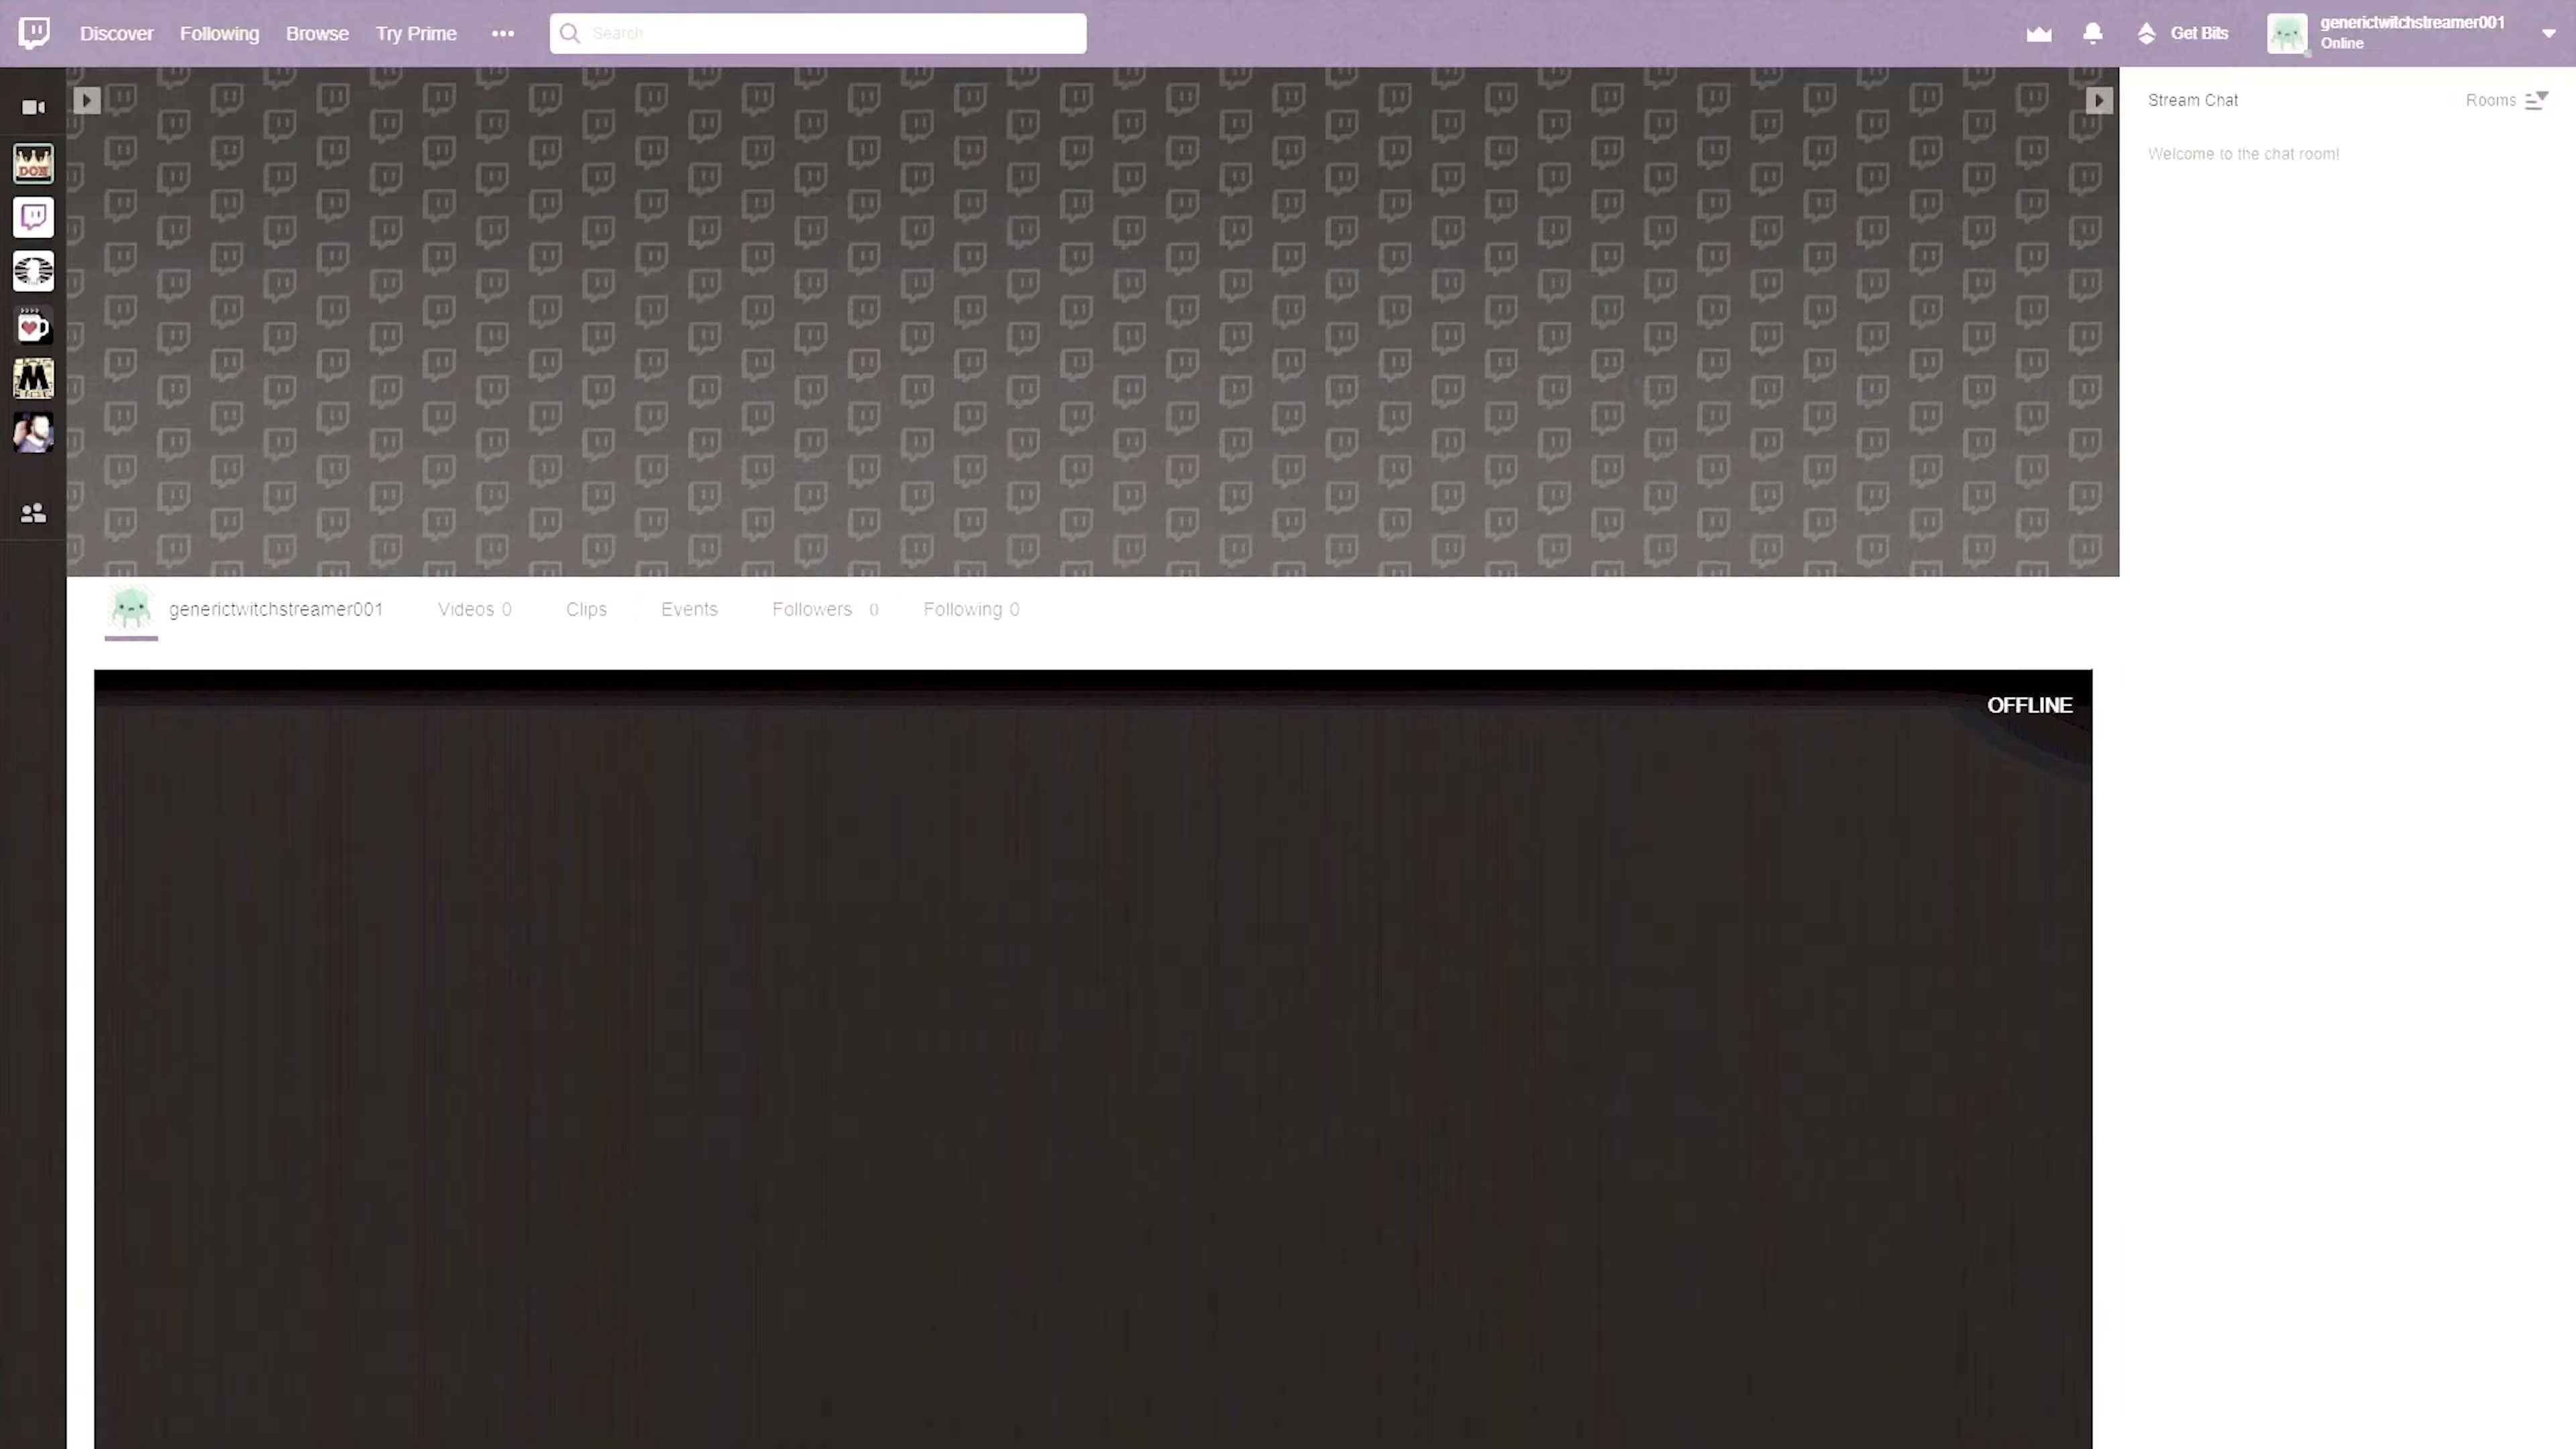 Discover Following Browse Try Prime ••• Search Get Bits generictwitchstreamer001
Online
Stream Chat Rooms
Welcome to the chat room!
DON
M
generictwitchstreamer001 Videos 0 Clips Events Followers 0 Following 0
OFFLINE